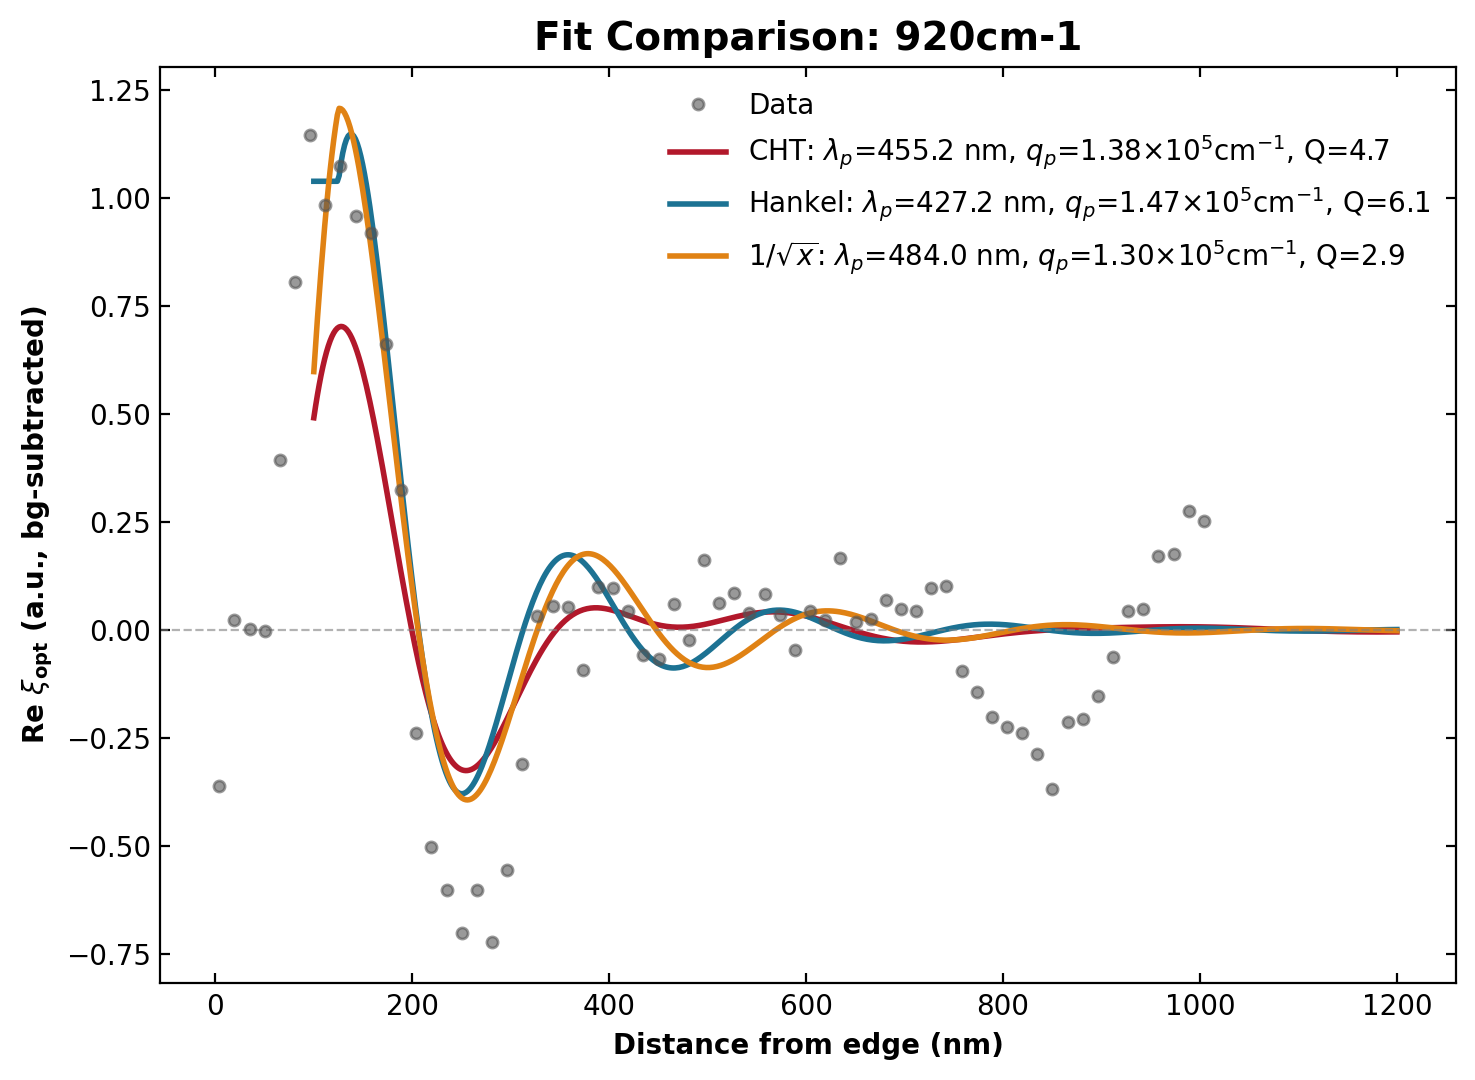 Fit Comparison: 920cm-1
Re ξopt (a.u., bg-subtracted)
1.25
1.00
0.75
0.50
0.25
0.00
−0.25
−0.50
−0.75
Data
CHT: λₚ=455.2 nm, qₚ=1.38×10⁵cm⁻¹, Q=4.7
Hankel: λₚ=427.2 nm, qₚ=1.47×10⁵cm⁻¹, Q=6.1
1/√x: λₚ=484.0 nm, qₚ=1.30×10⁵cm⁻¹, Q=2.9
0 200 400 600 800 1000 1200
Distance from edge (nm)